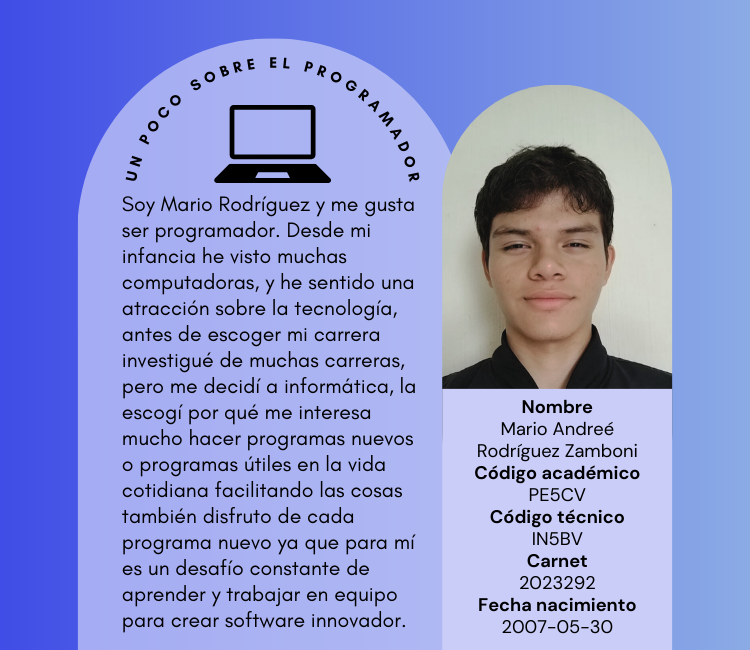 UN POCO SOBRE EL PROGRAMADOR
Soy Mario Rodríguez y me gusta
ser programador. Desde mi
infancia he visto muchas
computadoras, y he sentido una
atracción sobre la tecnología,
antes de escoger mi carrera
investigué de muchas carreras,
pero me decidí a informática, la
escogí por qué me interesa
mucho hacer programas nuevos
o programas útiles en la vida
cotidiana facilitando las cosas
también disfruto de cada
programa nuevo ya que para mí
es un desafío constante de
aprender y trabajar en equipo
para crear software innovador.
Nombre
Mario Andreé
Rodríguez Zamboni
Código académico
PE5CV
Código técnico
IN5BV
Carnet
2023292
Fecha nacimiento
2007-05-30